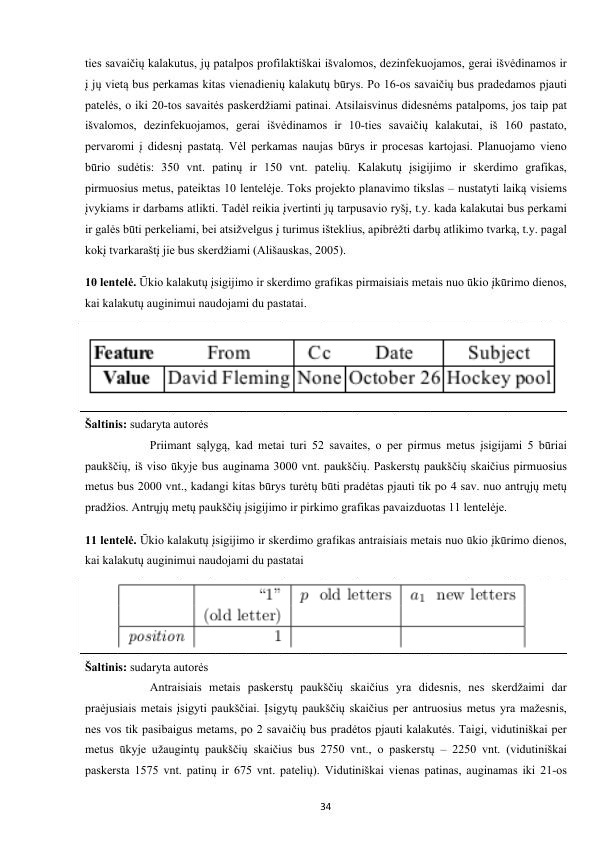 ties savaičių kalakutus, jų patalpos profilaktiškai išvalomos, dezinfekuojamos, gerai išvėdinamos ir
į jų vietą bus perkamas kitas vienadienių kalakutų būrys. Po 16-os savaičių bus pradedamos pjauti
patelės, o iki 20-tos savaitės paskerdžiami patinai. Atsilaisvinus didesnėms patalpoms, jos taip pat
išvalomos, dezinfekuojamos, gerai išvėdinamos ir 10-ties savaičių kalakutai, iš 160 pastato,
pervaromi į didesnį pastatą. Vėl perkamas naujas būrys ir procesas kartojasi. Planuojamo vieno
būrio sudėtis: 350 vnt. patinų ir 150 vnt. patelių. Kalakutų įsigijimo ir skerdimo grafikas,
pirmuosius metus, pateiktas 10 lentelėje. Toks projekto planavimo tikslas – nustatyti laiką visiems
įvykiams ir darbams atlikti. Tadėl reikia įvertinti jų tarpusavio ryšį, t.y. kada kalakutai bus perkami
ir galės būti perkeliami, bei atsižvelgus į turimus išteklius, apibrėžti darbų atlikimo tvarką, t.y. pagal
kokį tvarkaraštį jie bus skerdžiami (Ališauskas, 2005).
10 lentelė. Ūkio kalakutų įsigijimo ir skerdimo grafikas pirmaisiais metais nuo ūkio įkūrimo dienos,
kai kalakutų auginimui naudojami du pastatai.
Feature From Cc Date Subject
Value David Fleming None October 26 Hockey pool
Šaltinis: sudaryta autorės
Priimant sąlygą, kad metai turi 52 savaites, o per pirmus metus įsigijami 5 būriai
paukščių, iš viso ūkyje bus auginama 3000 vnt. paukščių. Paskerstų paukščių skaičius pirmuosius
metus bus 2000 vnt., kadangi kitas būrys turėtų būti pradėtas pjauti tik po 4 sav. nuo antrųjų metų
pradžios. Antrųjų metų paukščių įsigijimo ir pirkimo grafikas pavaizduotas 11 lentelėje.
11 lentelė. Ūkio kalakutų įsigijimo ir skerdimo grafikas antraisiais metais nuo ūkio įkūrimo dienos,
kai kalakutų auginimui naudojami du pastatai
“1” p old letters a₁ new letters
(old letter)
position 1
Šaltinis: sudaryta autorės
Antraisiais metais paskerstų paukščių skaičius yra didesnis, nes skerdžaimi dar
praėjusiais metais įsigyti paukščiai. Įsigytų paukščių skaičius per antruosius metus yra mažesnis,
nes vos tik pasibaigus metams, po 2 savaičių bus pradėtos pjauti kalakutės. Taigi, vidutiniškai per
metus ūkyje užaugintų paukščių skaičius bus 2750 vnt., o paskerstų – 2250 vnt. (vidutiniškai
paskersta 1575 vnt. patinų ir 675 vnt. patelių). Vidutiniškai vienas patinas, auginamas iki 21-os
34